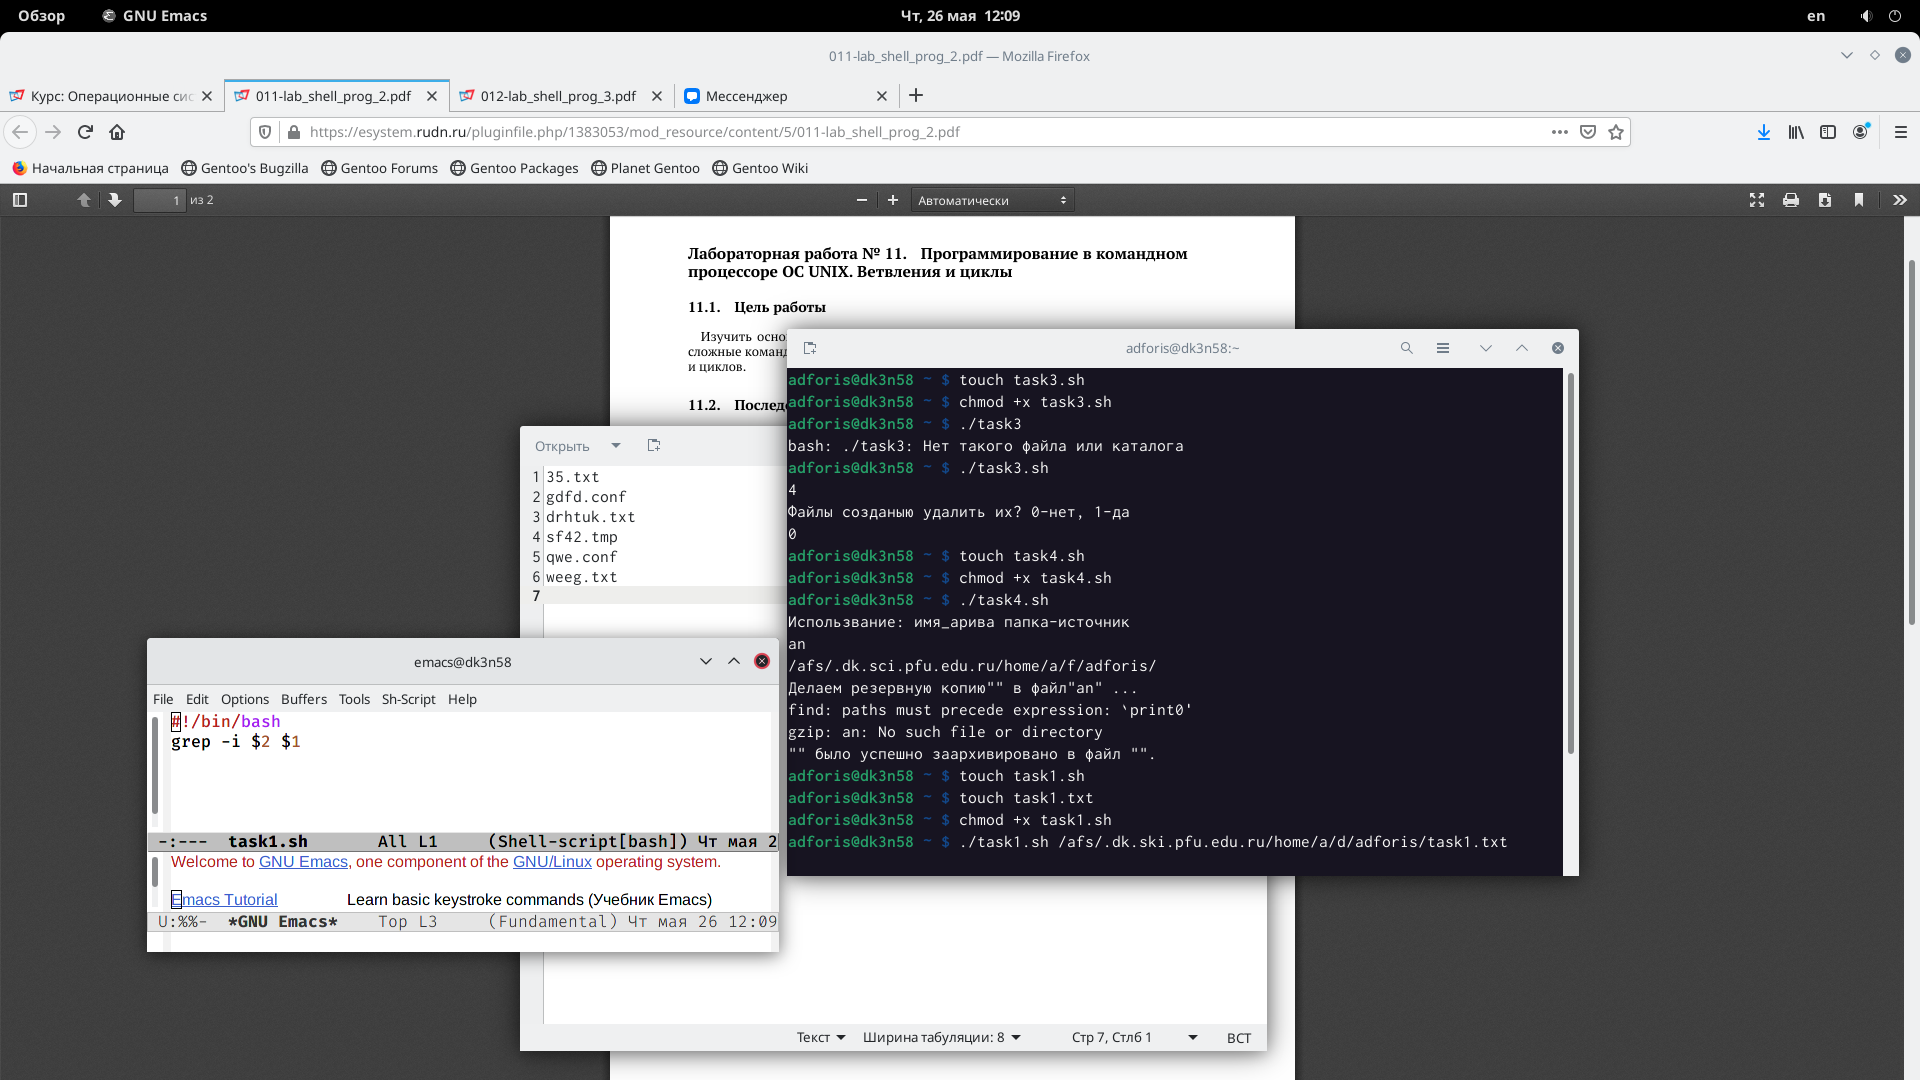 Обзор
GNU Emacs
Чт, 26 мая 12:09
en
011-lab_shell_prog_2.pdf — Mozilla Firefox
Курс: Операционные сис
011-lab_shell_prog_2.pdf
012-lab_shell_prog_3.pdf
Мессенджер
https://esystem.rudn.ru/pluginfile.php/1383053/mod_resource/content/5/011-lab_shell_prog_2.pdf
Начальная страница
Gentoo's Bugzilla
Gentoo Forums
Gentoo Packages
Planet Gentoo
Gentoo Wiki
1 из 2
Автоматически
Лабораторная работа № 11. Программирование в командном
процессоре ОС UNIX. Ветвления и циклы
11.1. Цель работы
Изучить осно
сложные команд
и циклов.
11.2. Послед
Открыть
1 35.txt
2 gdfd.conf
3 drhtuk.txt
4 sf42.tmp
5 qwe.conf
6 weeg.txt
7
Текст
Ширина табуляции: 8
Стр 7, Стлб 1
ВСТ
adforis@dk3n58:~
adforis@dk3n58 ~ $ touch task3.sh
adforis@dk3n58 ~ $ chmod +x task3.sh
adforis@dk3n58 ~ $ ./task3
bash: ./task3: Нет такого файла или каталога
adforis@dk3n58 ~ $ ./task3.sh
4
Файлы созданыю удалить их? 0-нет, 1-да
0
adforis@dk3n58 ~ $ touch task4.sh
adforis@dk3n58 ~ $ chmod +x task4.sh
adforis@dk3n58 ~ $ ./task4.sh
Использвание: имя_арива папка-источник
an
/afs/.dk.sci.pfu.edu.ru/home/a/f/adforis/
Делаем резервную копию"" в файл"an" ...
find: paths must precede expression: `print0'
gzip: an: No such file or directory
"" было успешно заархивировано в файл "".
adforis@dk3n58 ~ $ touch task1.sh
adforis@dk3n58 ~ $ touch task1.txt
adforis@dk3n58 ~ $ chmod +x task1.sh
adforis@dk3n58 ~ $ ./task1.sh /afs/.dk.ski.pfu.edu.ru/home/a/d/adforis/task1.txt
emacs@dk3n58
File Edit Options Buffers Tools Sh-Script Help
#!/bin/bash
grep -i $2 $1
-:--- task1.sh All L1 (Shell-script[bash]) Чт мая 2
Welcome to GNU Emacs, one component of the GNU/Linux operating system.
Emacs Tutorial Learn basic keystroke commands (Учебник Emacs)
U:%%- *GNU Emacs* Top L3 (Fundamental) Чт мая 26 12:09